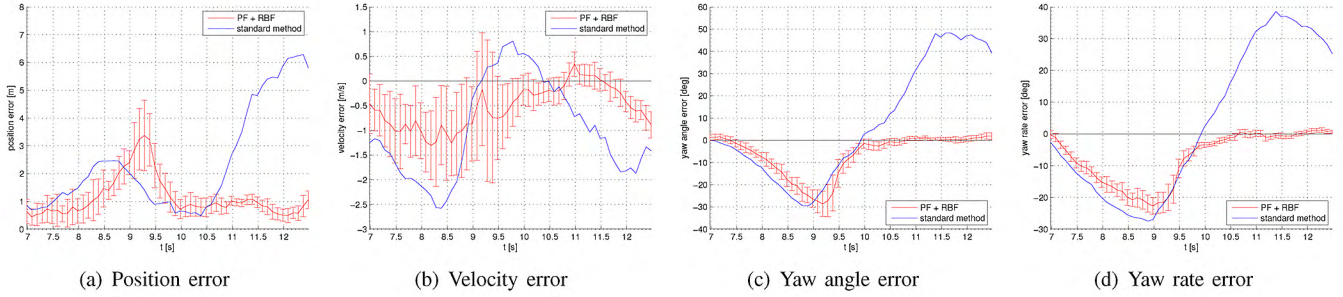 PF + RBF
standard method
position error [m]
8
7
6
5
4
3
2
1
0
7 7.5 8 8.5 9 9.5 10 10.5 11 11.5 12
t [s]
(a) Position error
PF + RBF
standard method
velocity error [m/s]
1.5
1
0.5
0
−0.5
−1
−1.5
−2
−2.5
−3
7 7.5 8 8.5 9 9.5 10 10.5 11 11.5 12
t [s]
(b) Velocity error
yaw angle error [deg]
60
50
40
30
20
10
0
−10
−20
−30
−40
PF + RBF
standard method
7 7.5 8 8.5 9 9.5 10 10.5 11 11.5 12
t [s]
(c) Yaw angle error
yaw rate error [deg]
40
30
20
10
0
−10
−20
−30
PF + RBF
standard method
7 7.5 8 8.5 9 9.5 10 10.5 11 11.5 12
t [s]
(d) Yaw rate error